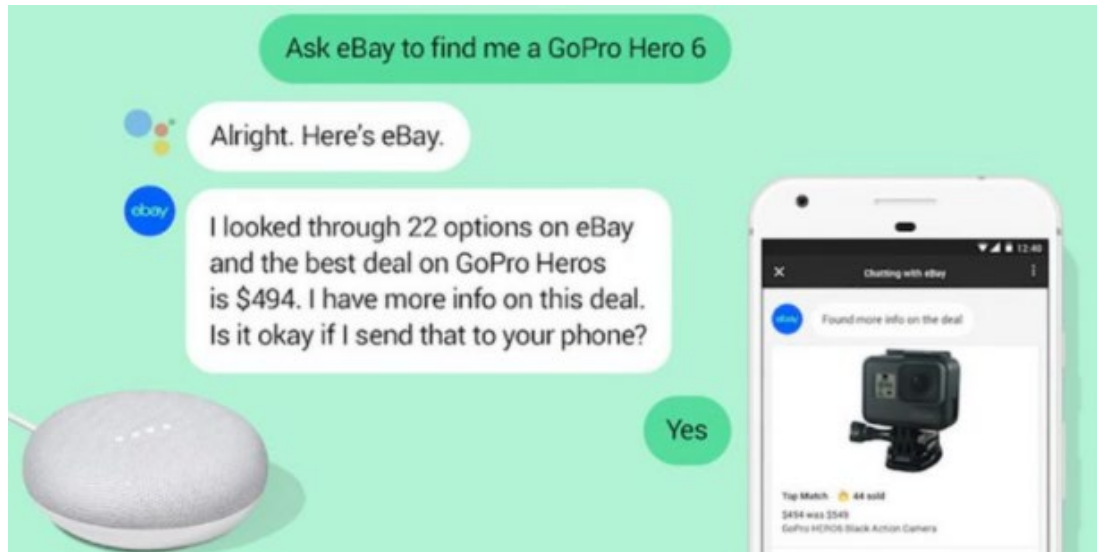 Ask eBay to find me a GoPro Hero 6
Alright. Here's eBay.
ebay
I looked through 22 options on eBay
and the best deal on GoPro Heros
is $494. I have more info on this deal.
Is it okay if I send that to your phone?
Yes
12:40
Chatting with eBay
ebay
Found more info on the deal
Top Match 44 sold
$494 was $549
GoPro HERO6 Black Action Camera